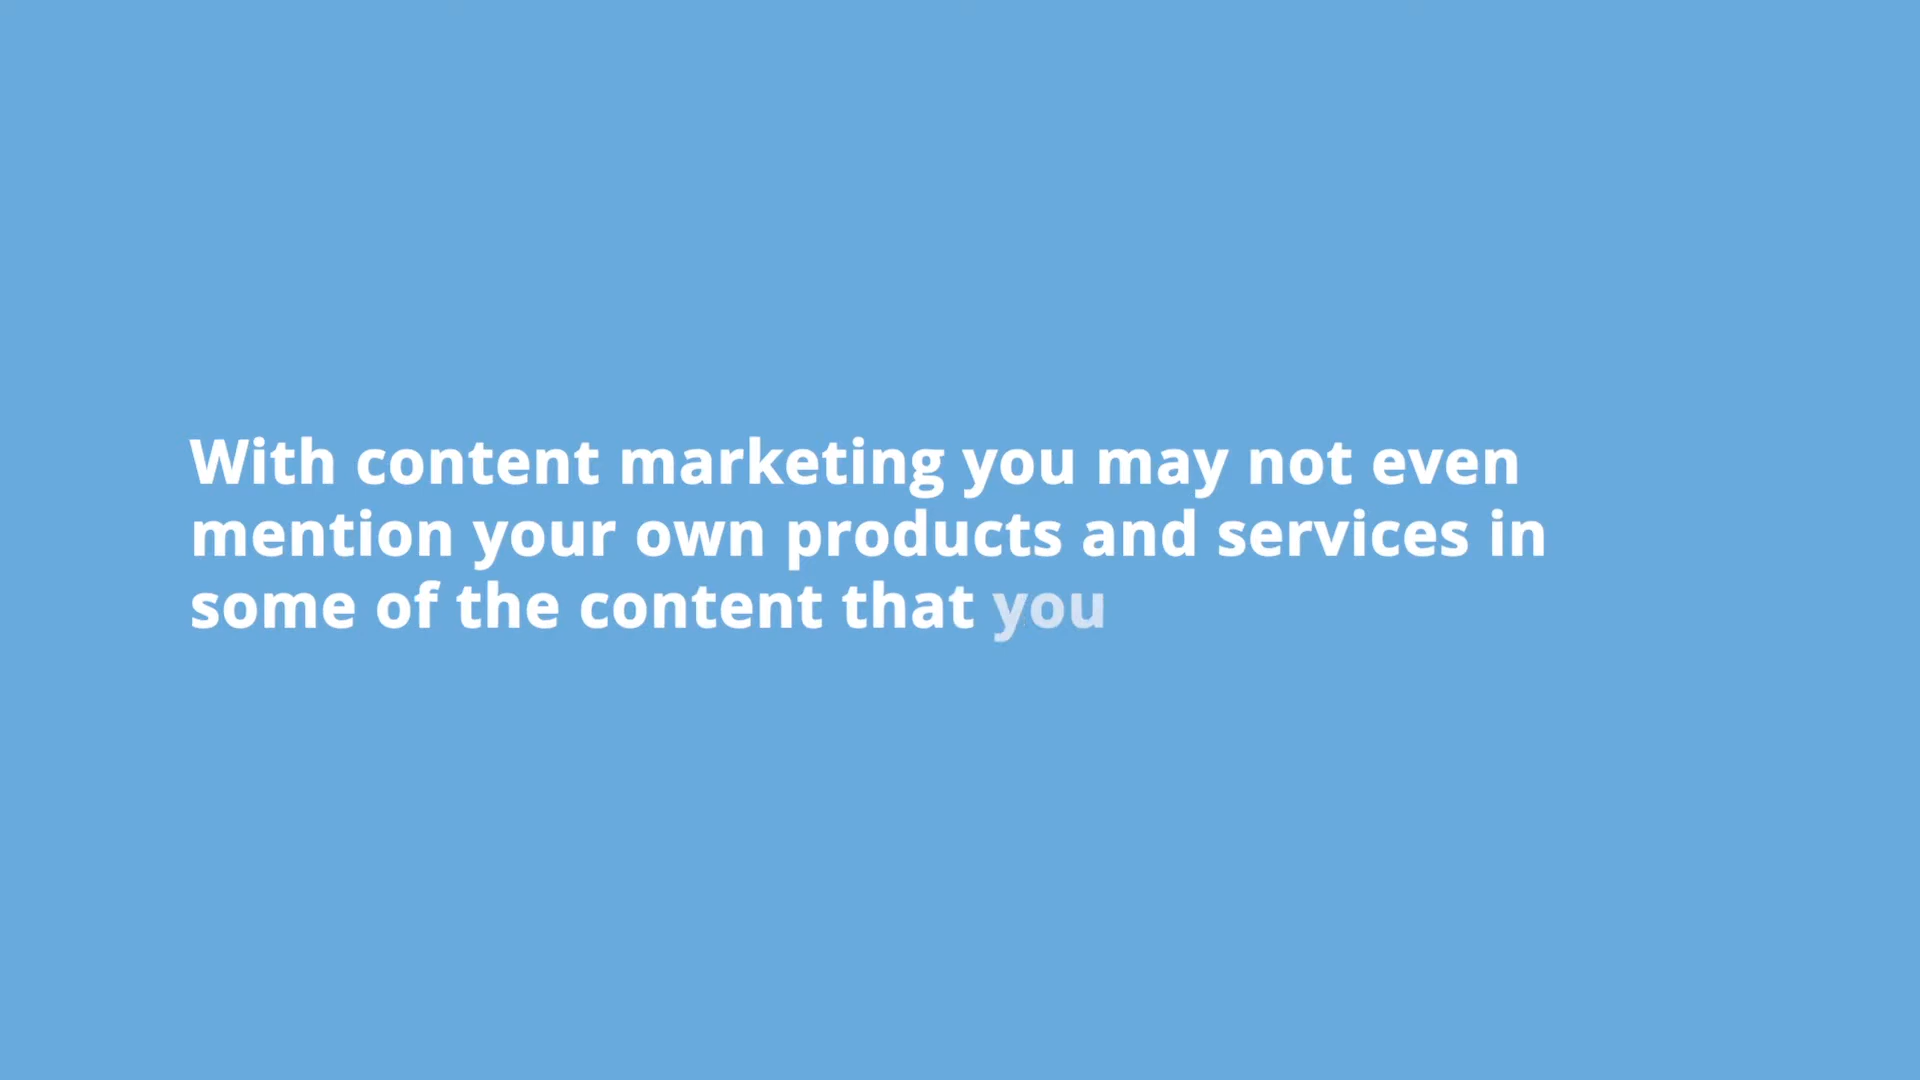 With content marketing you may not even
mention your own products and services in
some of the content that you